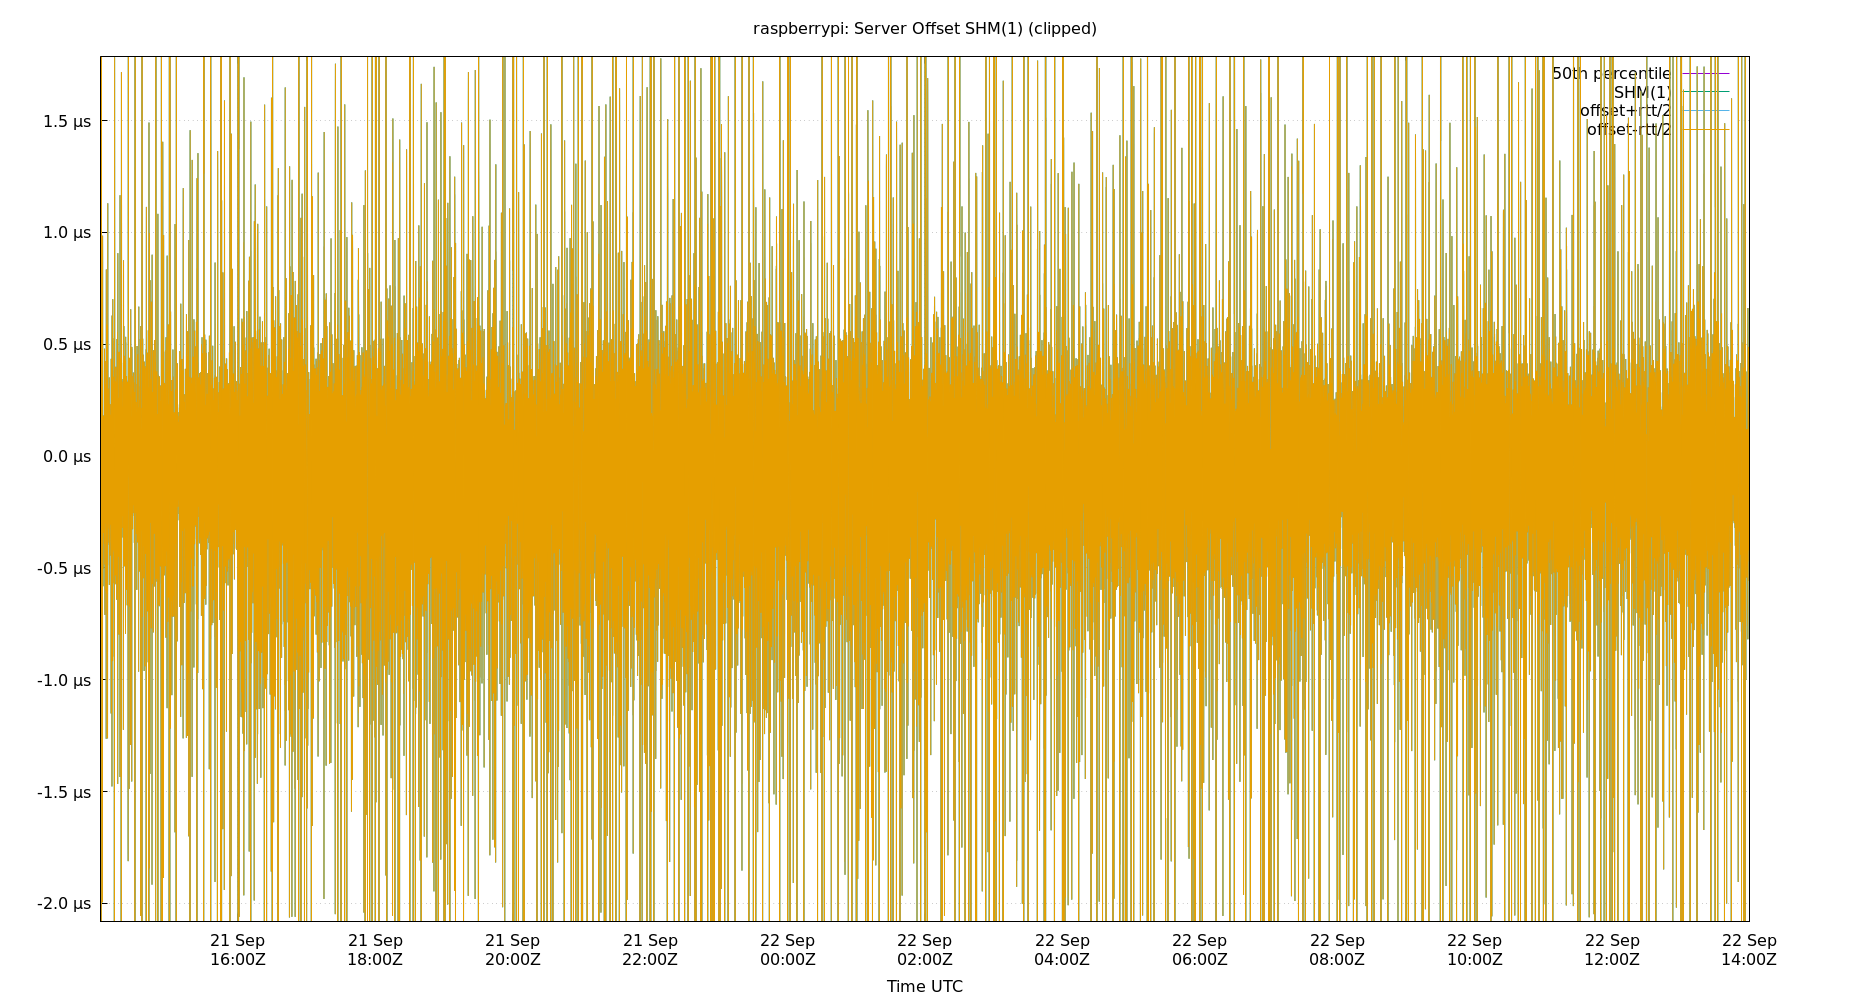 raspberrypi: Server Offset SHM(1) (clipped)
50th percentile
SHM(1)
offset+rtt/2
offset-rtt/2
1.5 µs
1.0 µs
0.5 µs
0.0 µs
-0.5 µs
-1.0 µs
-1.5 µs
-2.0 µs
21 Sep 21 Sep 21 Sep 21 Sep 22 Sep 22 Sep 22 Sep 22 Sep 22 Sep 22 Sep 22 Sep 22 Sep
16:00Z 18:00Z 20:00Z 22:00Z 00:00Z 02:00Z 04:00Z 06:00Z 08:00Z 10:00Z 12:00Z 14:00Z
Time UTC